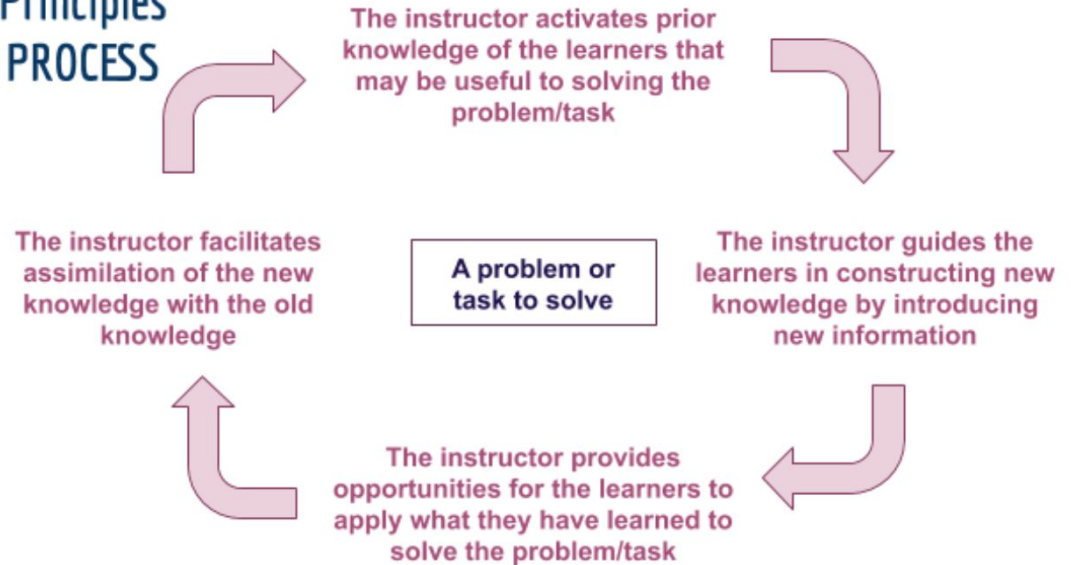 Principles
PROCESS
The instructor activates prior
knowledge of the learners that
may be useful to solving the
problem/task
The instructor guides the
learners in constructing new
knowledge by introducing
new information
The instructor provides
opportunities for the learners to
apply what they have learned to
solve the problem/task
The instructor facilitates
assimilation of the new
knowledge with the old
knowledge
A problem or
task to solve